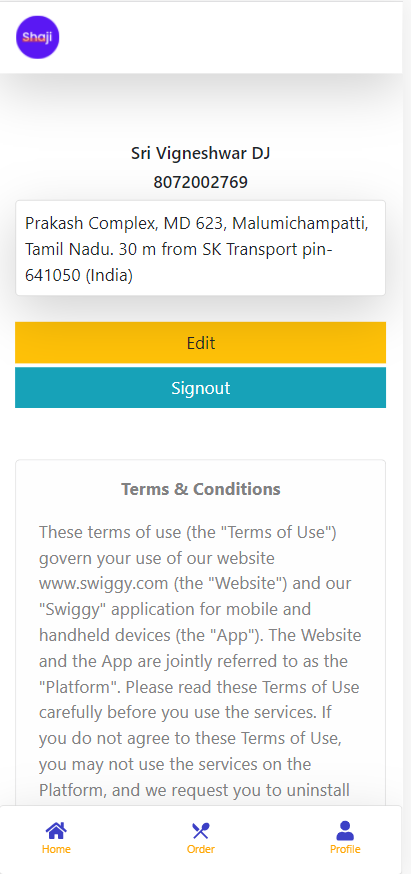 Shaji
Sri Vigneshwar DJ
8072002769
Prakash Complex, MD 623, Malumichampatti,
Tamil Nadu. 30 m from SK Transport pin-
641050 (India)
Edit
Signout
Terms & Conditions
These terms of use (the "Terms of Use")
govern your use of our website
www.swiggy.com (the "Website") and our
"Swiggy" application for mobile and
handheld devices (the "App"). The Website
and the App are jointly referred to as the
"Platform". Please read these Terms of Use
carefully before you use the services. If
you do not agree to these Terms of Use,
you may not use the services on the
Platform, and we request you to uninstall
Home
Order
Profile